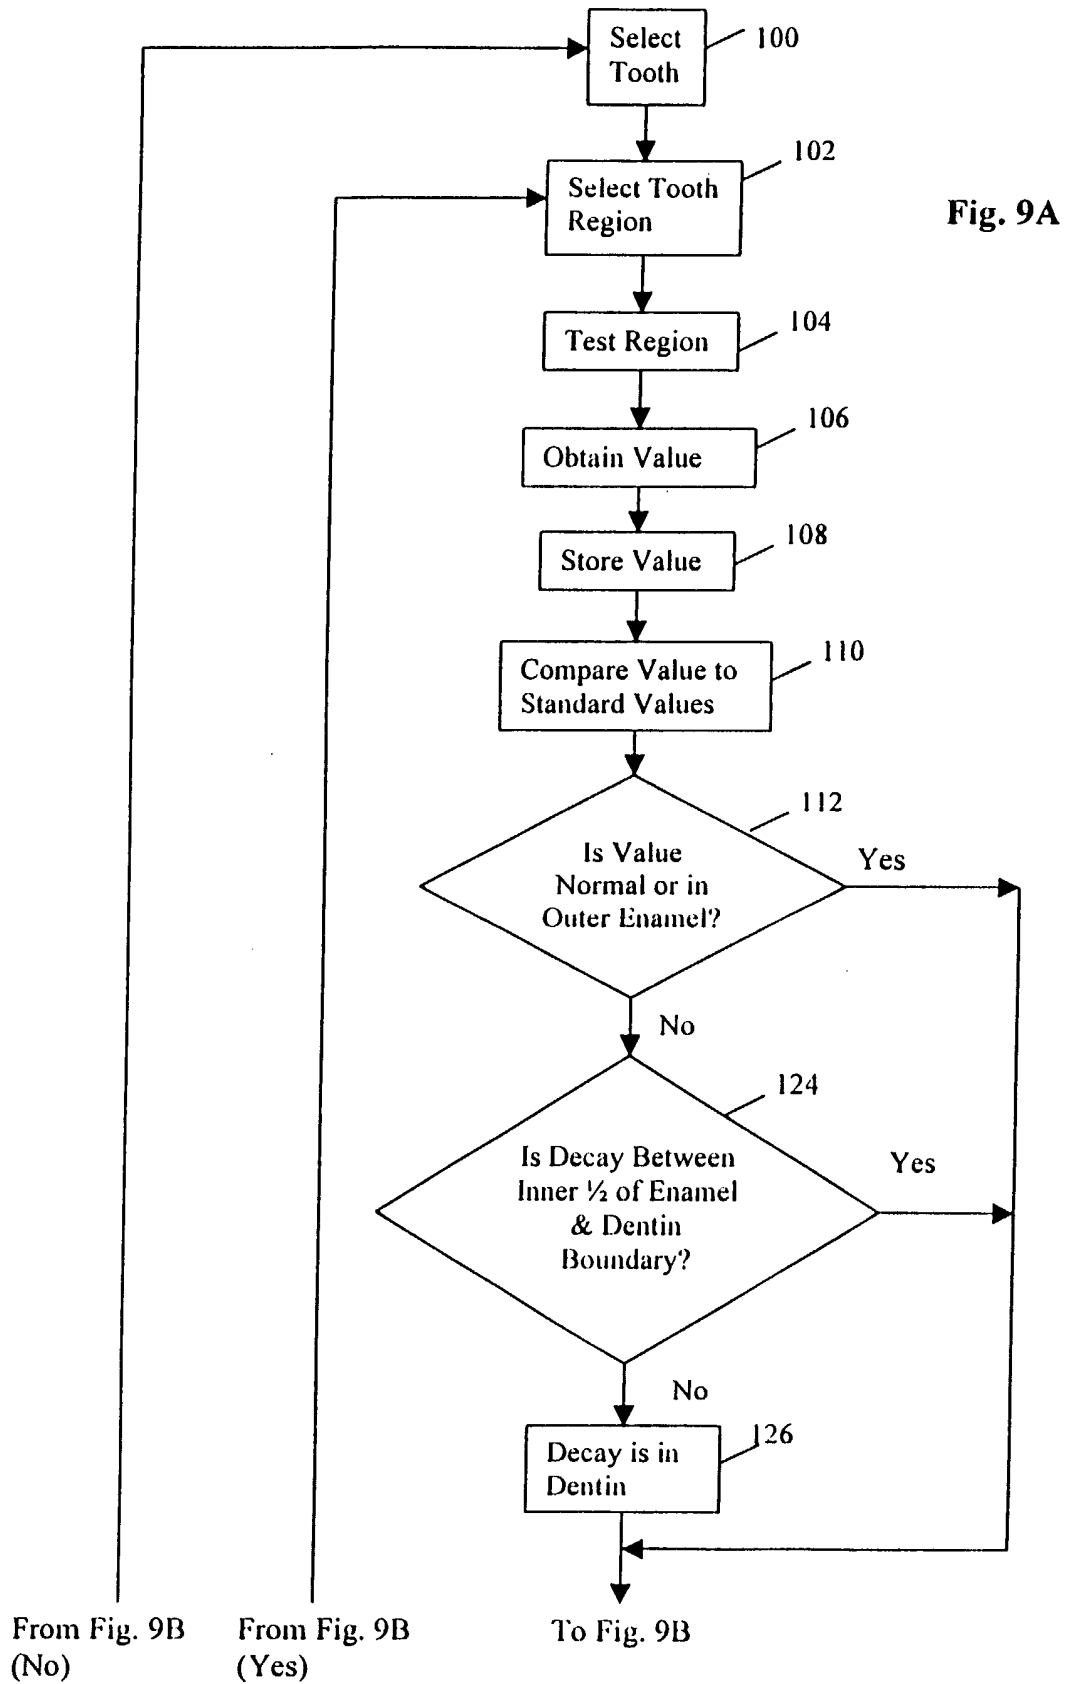 Select
Tooth
100
Select Tooth
Region
102
Fig. 9A
Test Region
104
Obtain Value
106
Store Value
108
Compare Value to
Standard Values
110
Is Value
Normal or in
Outer Enamel?
112
Yes
No
Is Decay Between
Inner ½ of Enamel
& Dentin
Boundary?
124
Yes
No
Decay is in
Dentin
126
From Fig. 9B
(No)
From Fig. 9B
(Yes)
To Fig. 9B